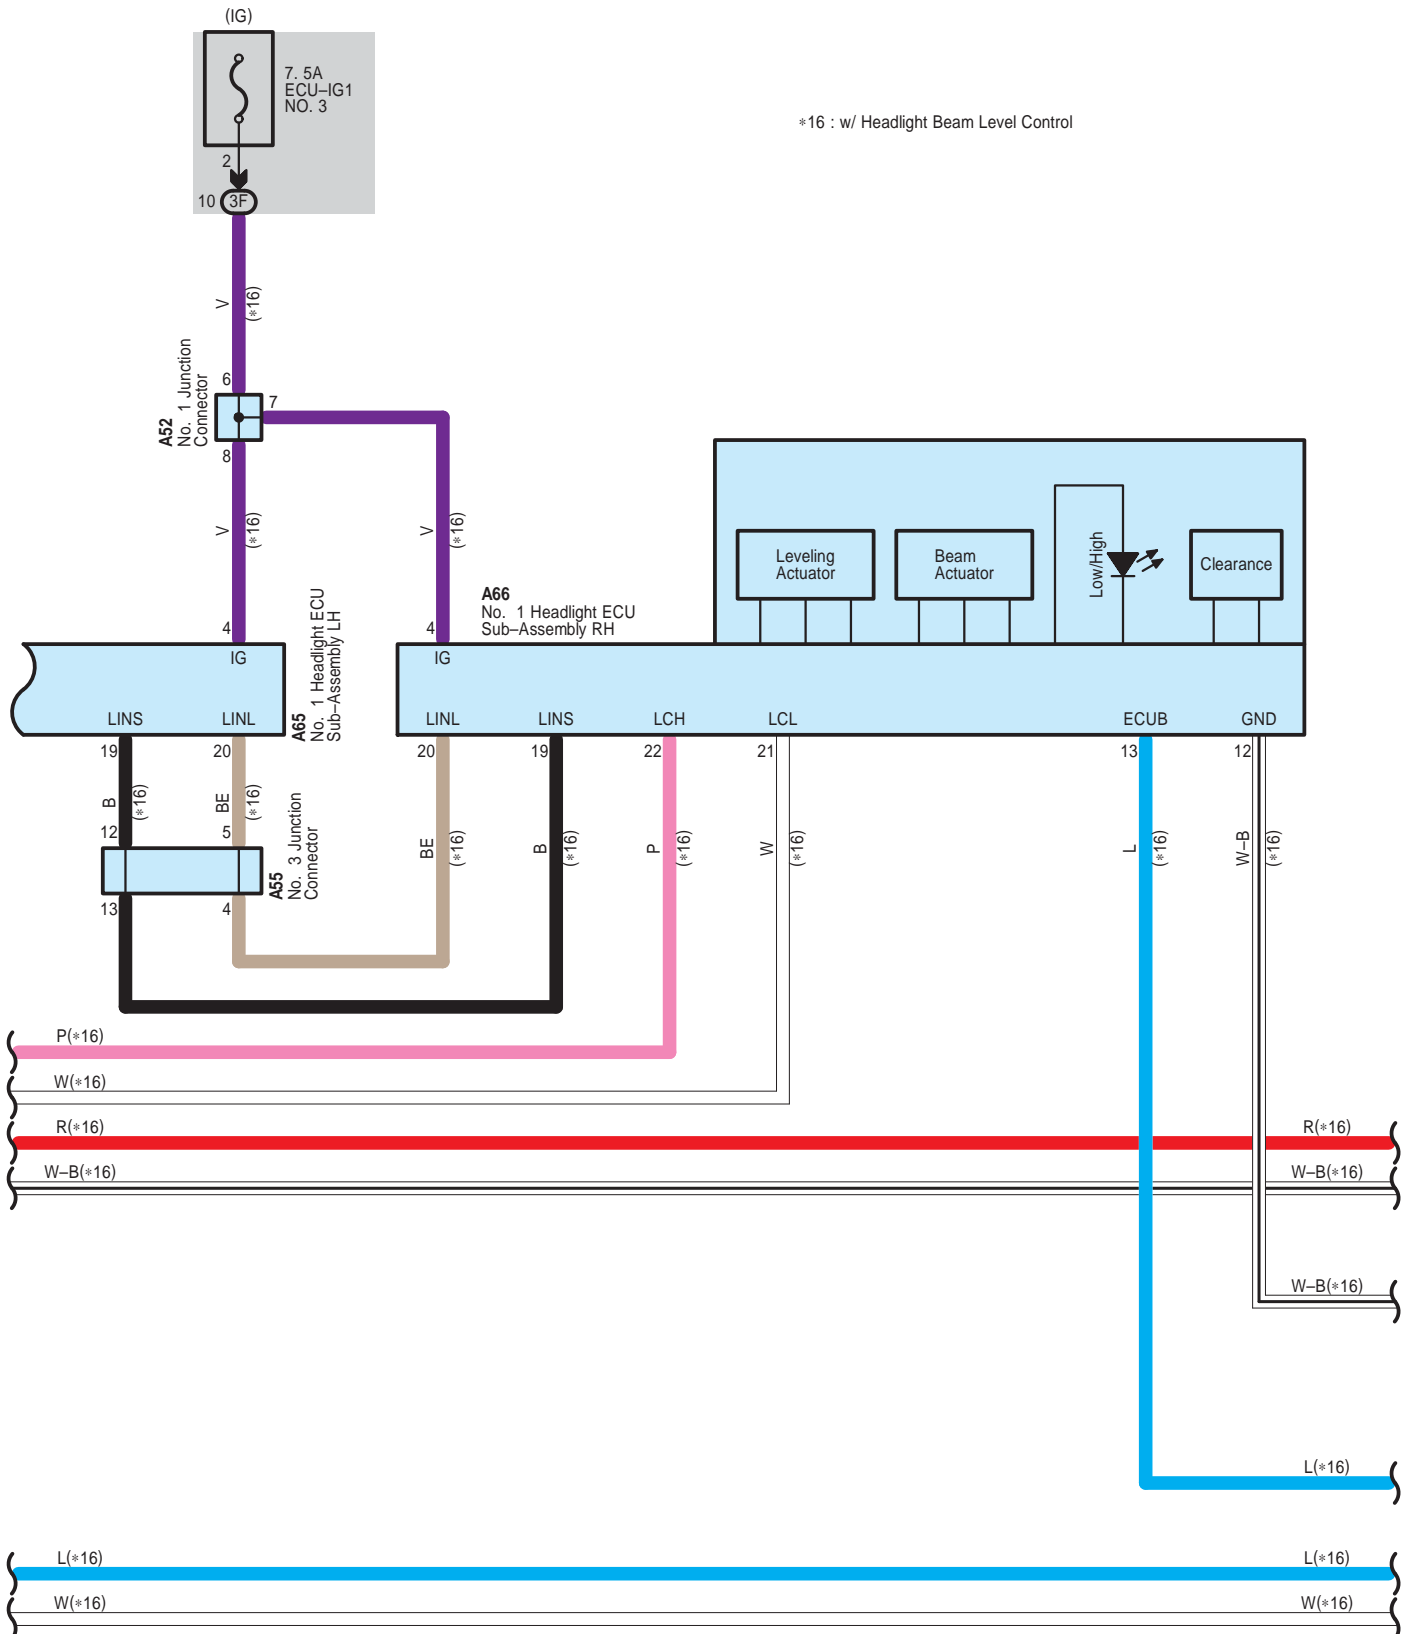 (IG)
7. 5A
ECU–IG1
NO. 3
∗16 : w/ Headlight Beam Level Control
2
10
3F
V
(∗16)
6
7
A52
No. 1 Junction
Connector
8
V
(∗16)
V
(∗16)
4
A65
No. 1 Headlight ECU
Sub–Assembly LH
4
A66
No. 1 Headlight ECU
Sub–Assembly RH
Leveling
Actuator
Beam
Actuator
Low/High
Clearance
IG
IG
LINS
LINL
LINL
LINS
LCH
LCL
ECUB
GND
19
20
20
19
22
21
13
12
B
(∗16)
BE
(∗16)
12
5
A55
No. 3 Junction
Connector
BE
(∗16)
B
(∗16)
P
(∗16)
W
(∗16)
L
(∗16)
W–B
(∗16)
13
4
P(∗16)
W(∗16)
R(∗16)
R(∗16)
W–B(∗16)
W–B(∗16)
W–B(∗16)
L(∗16)
L(∗16)
L(∗16)
W(∗16)
W(∗16)